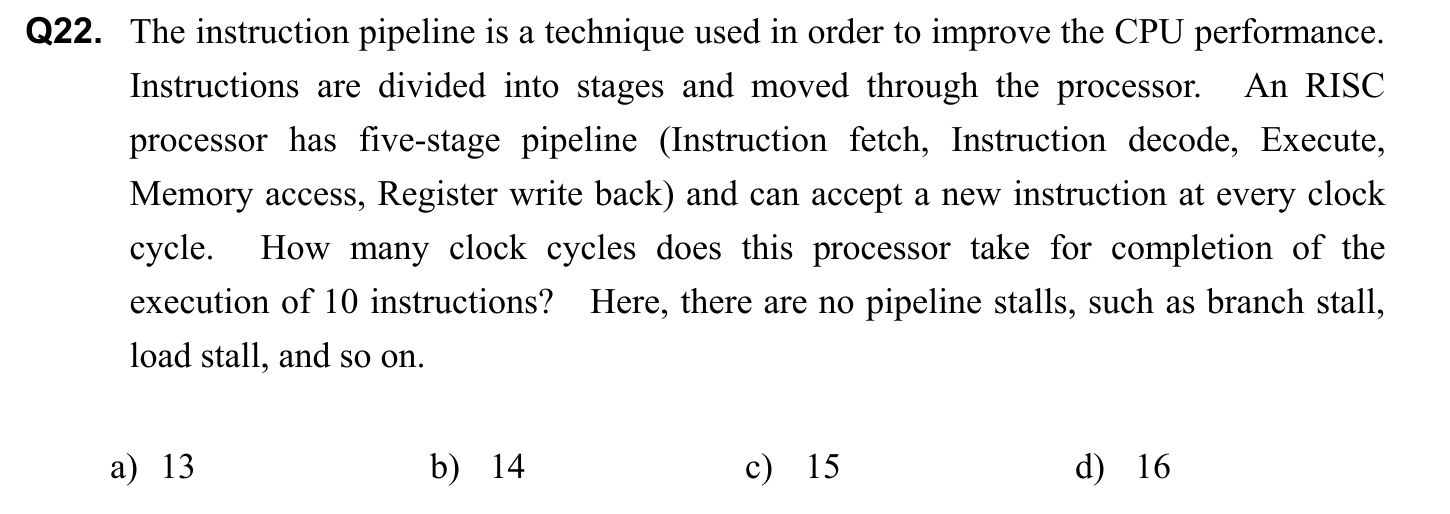 Q22. The instruction pipeline is a technique used in order to improve the CPU performance.
Instructions are divided into stages and moved through the processor. An RISC
processor has five-stage pipeline (Instruction fetch, Instruction decode, Execute,
Memory access, Register write back) and can accept a new instruction at every clock
cycle. How many clock cycles does this processor take for completion of the
execution of 10 instructions? Here, there are no pipeline stalls, such as branch stall,
load stall, and so on.
a) 13 b) 14 c) 15 d) 16